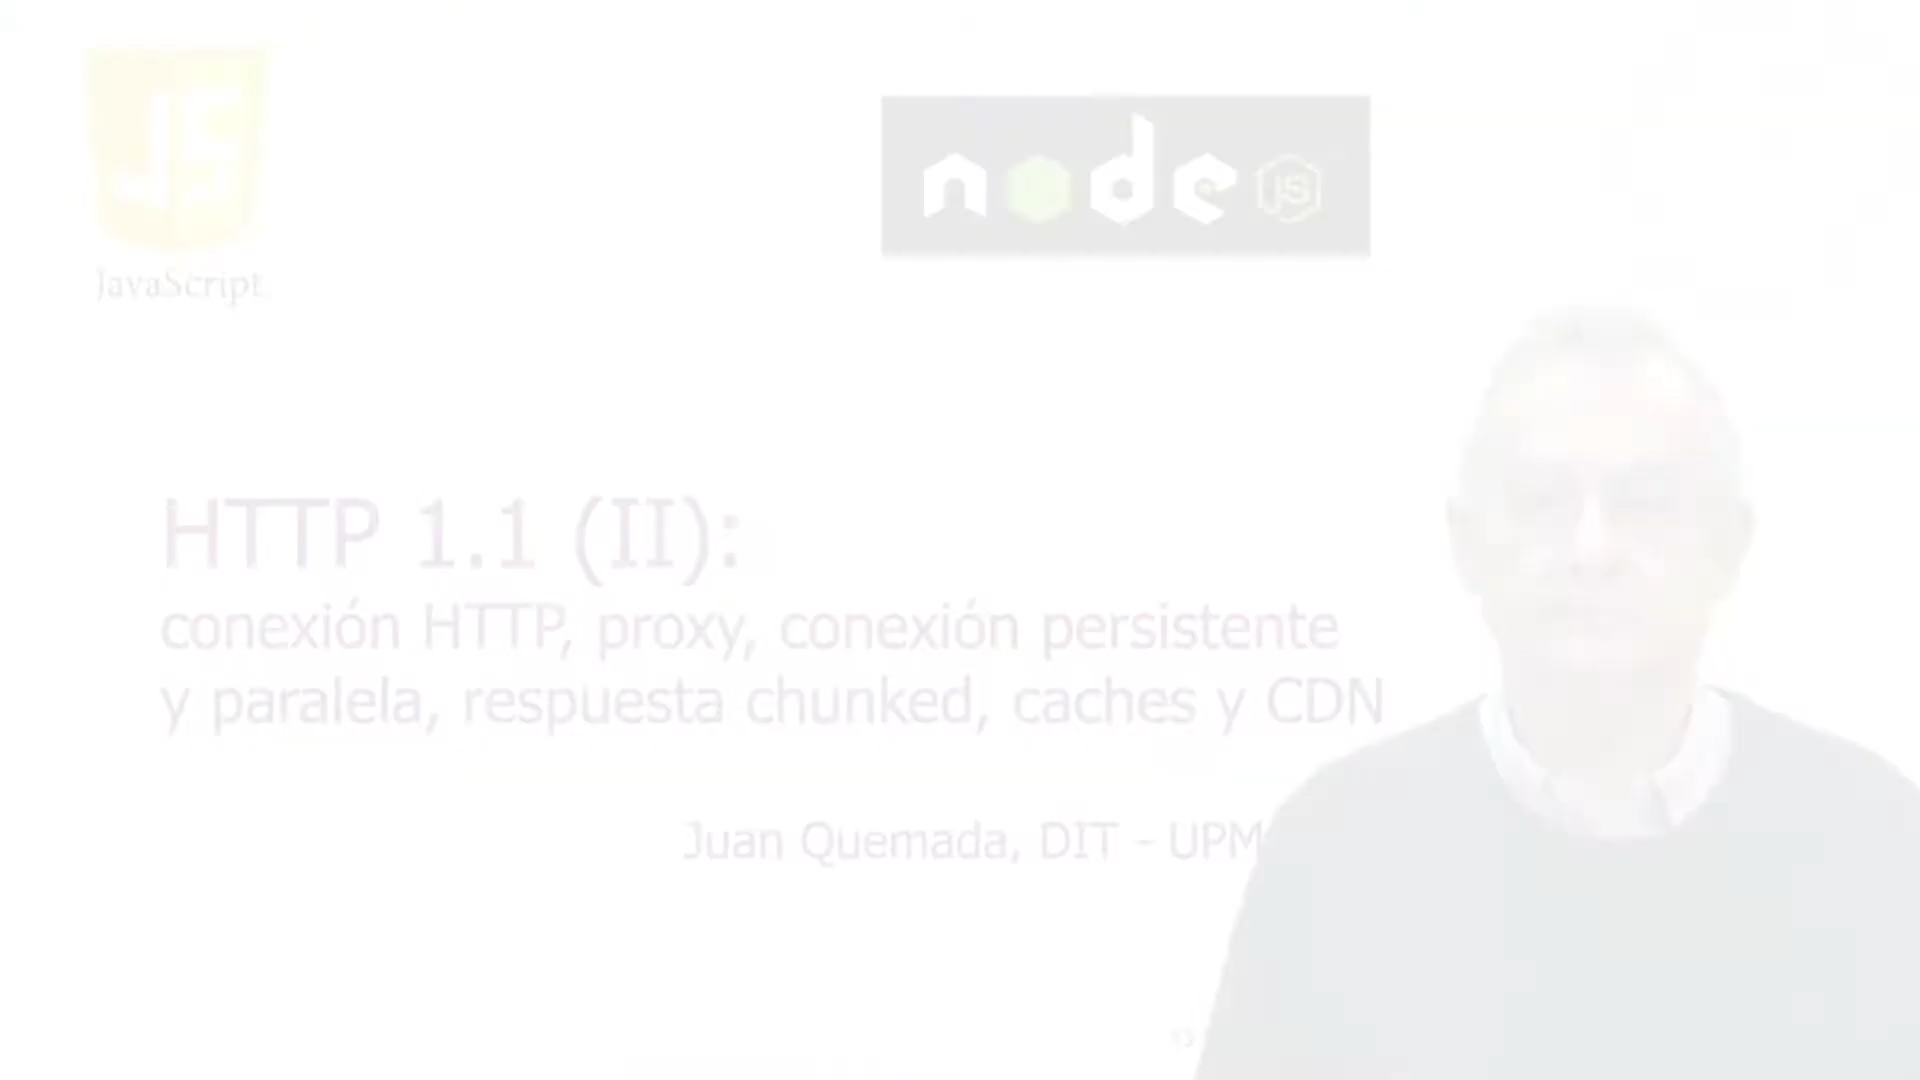 JS
JavaScript
node JS
HTTP 1.1 (II):
conexión HTTP, proxy, conexión persistente
y paralela, respuesta chunked, caches y CDN
Juan Quemada, DIT - UPM